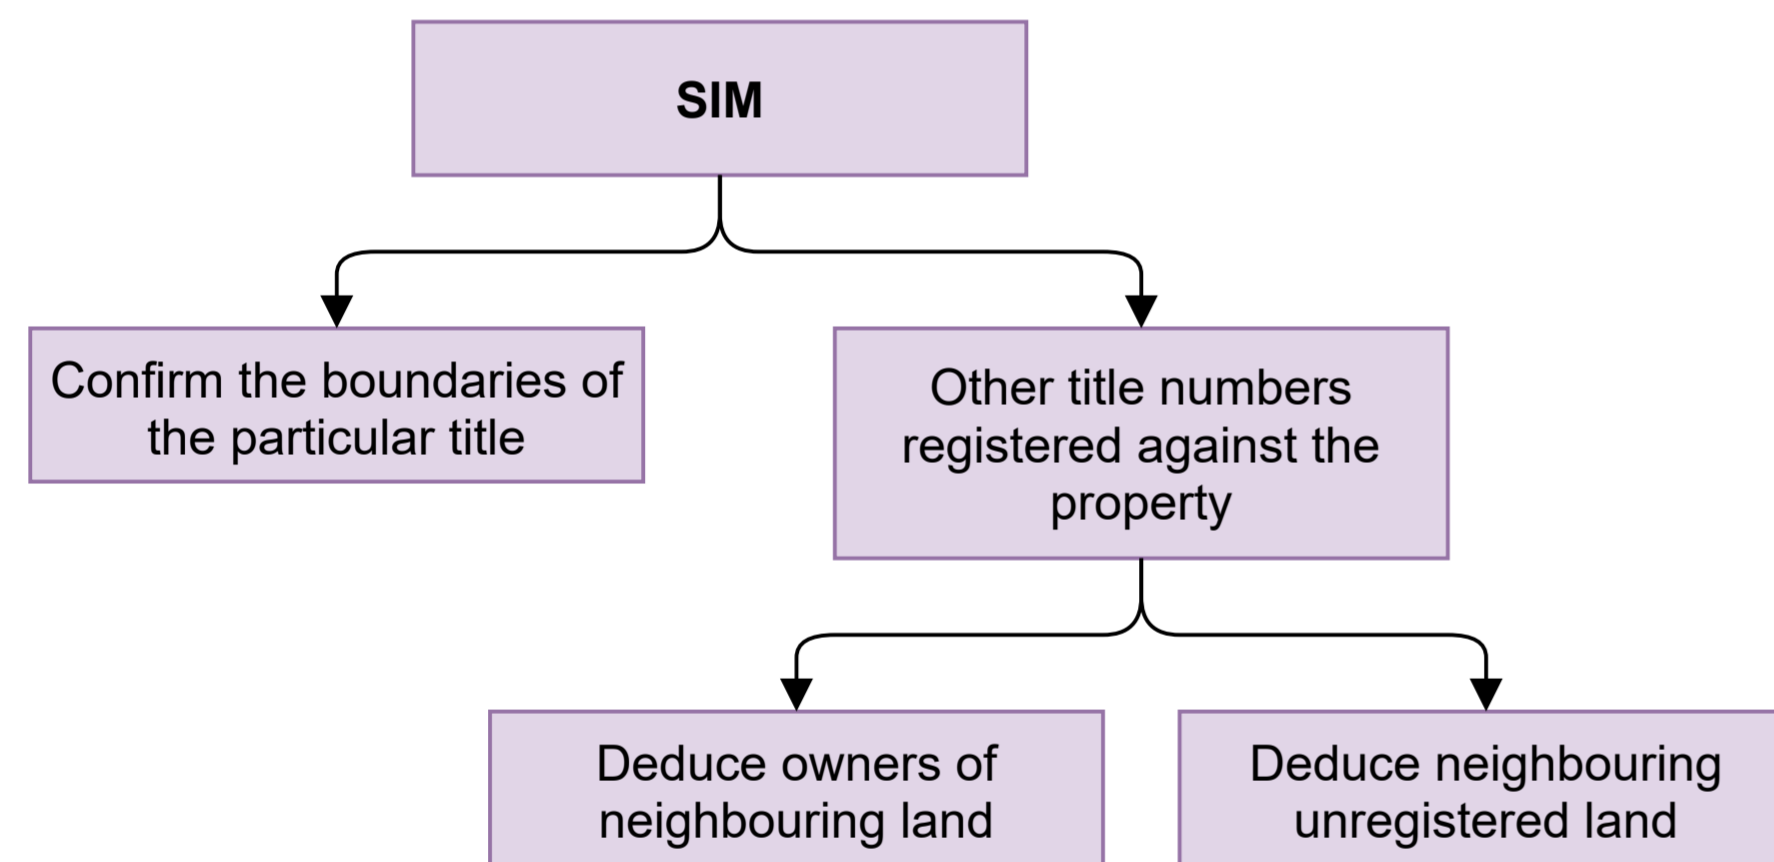 SIM
Confirm the boundaries of
the particular title
Other title numbers
registered against the
property
Deduce owners of
neighbouring land
Deduce neighbouring
unregistered land